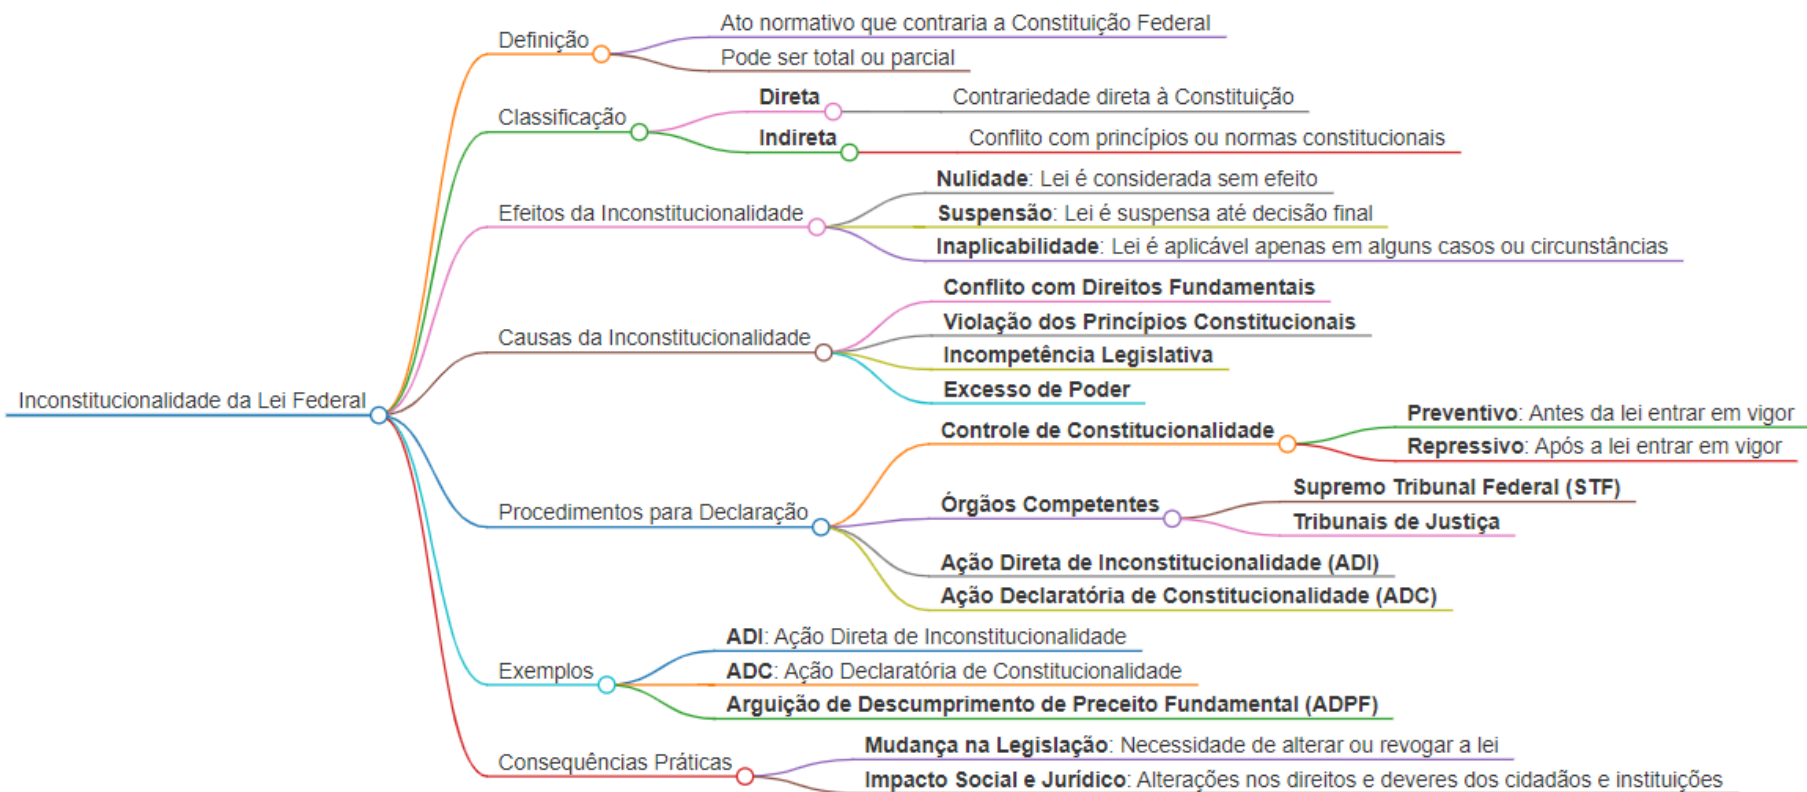 Inconstitucionalidade da Lei Federal
Definição
Ato normativo que contraria a Constituição Federal
Pode ser total ou parcial
Classificação
Direta
Contrariedade direta à Constituição
Indireta
Conflito com princípios ou normas constitucionais
Efeitos da Inconstitucionalidade
Nulidade: Lei é considerada sem efeito
Suspensão: Lei é suspensa até decisão final
Inaplicabilidade: Lei é aplicável apenas em alguns casos ou circunstâncias
Causas da Inconstitucionalidade
Conflito com Direitos Fundamentais
Violação dos Princípios Constitucionais
Incompetência Legislativa
Excesso de Poder
Procedimentos para Declaração
Controle de Constitucionalidade
Preventivo: Antes da lei entrar em vigor
Repressivo: Após a lei entrar em vigor
Órgãos Competentes
Supremo Tribunal Federal (STF)
Tribunais de Justiça
Ação Direta de Inconstitucionalidade (ADI)
Ação Declaratória de Constitucionalidade (ADC)
Exemplos
ADI: Ação Direta de Inconstitucionalidade
ADC: Ação Declaratória de Constitucionalidade
Arguição de Descumprimento de Preceito Fundamental (ADPF)
Consequências Práticas
Mudança na Legislação: Necessidade de alterar ou revogar a lei
Impacto Social e Jurídico: Alterações nos direitos e deveres dos cidadãos e instituições